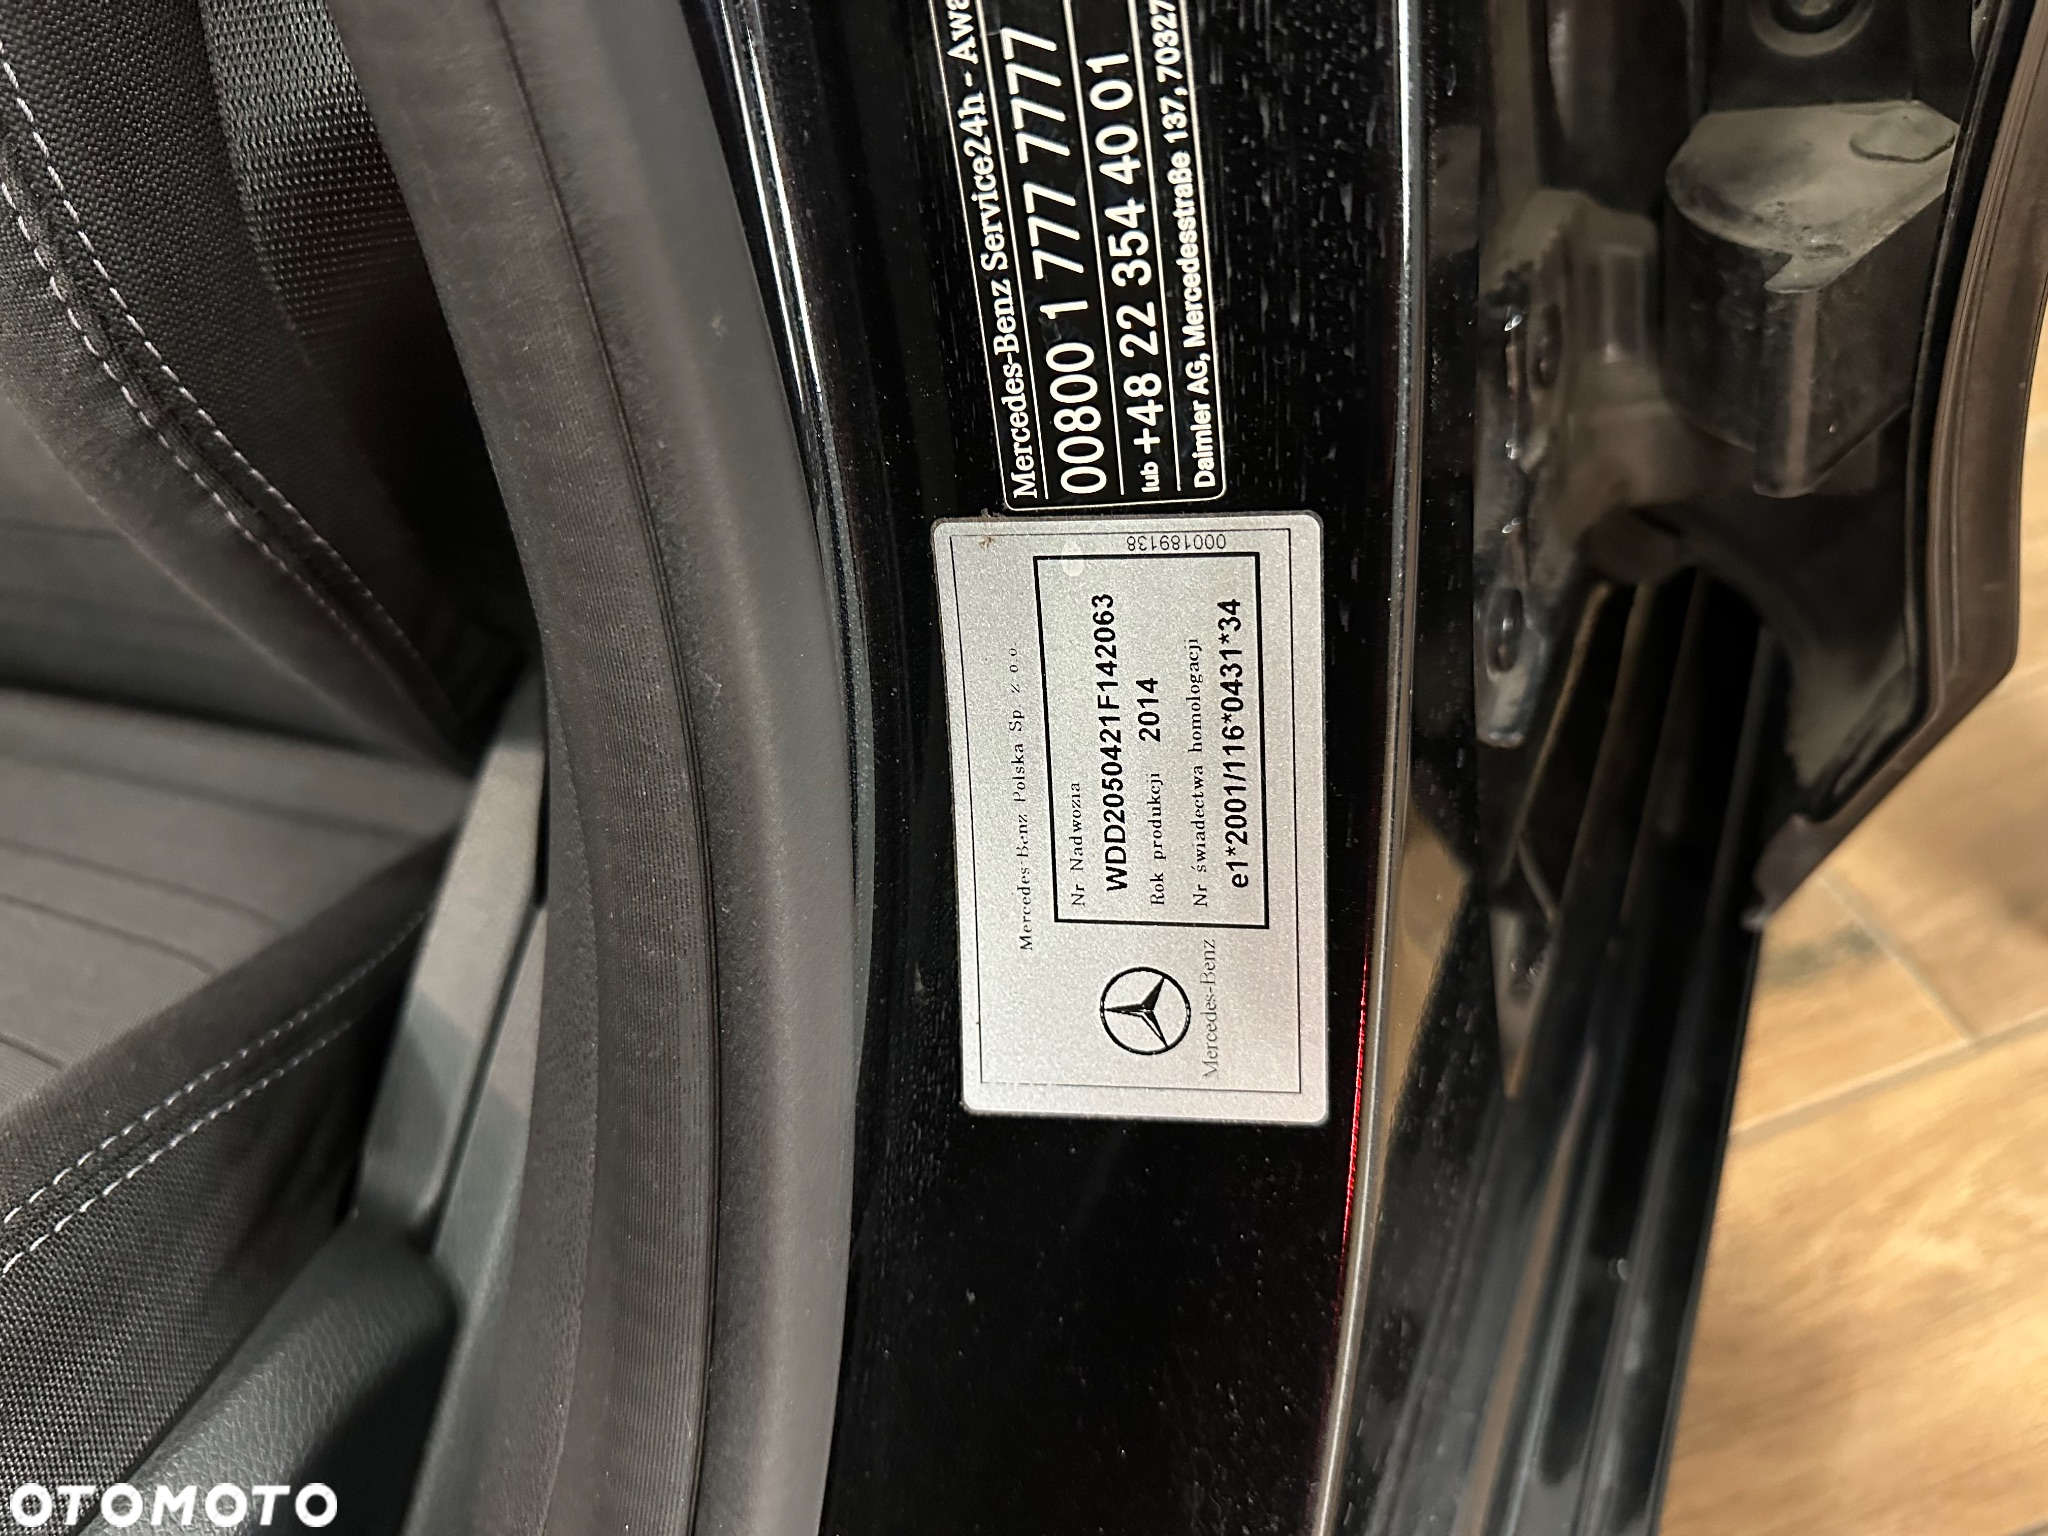 Mercedes-Benz Service24h -
00800 1 777 7777
lub +48 22 354 40 01
Daimler AG, Mercedesstraße 137, 70327
000189138
Mercedes-Benz Polska Sp. z o.o.
Nr Nadwozia
WDD2050421F142063
Rok produkcji 2014
Nr świadectwa homologacji
e1*2001/116*0431*34
Mercedes-Benz
OTOMOTO